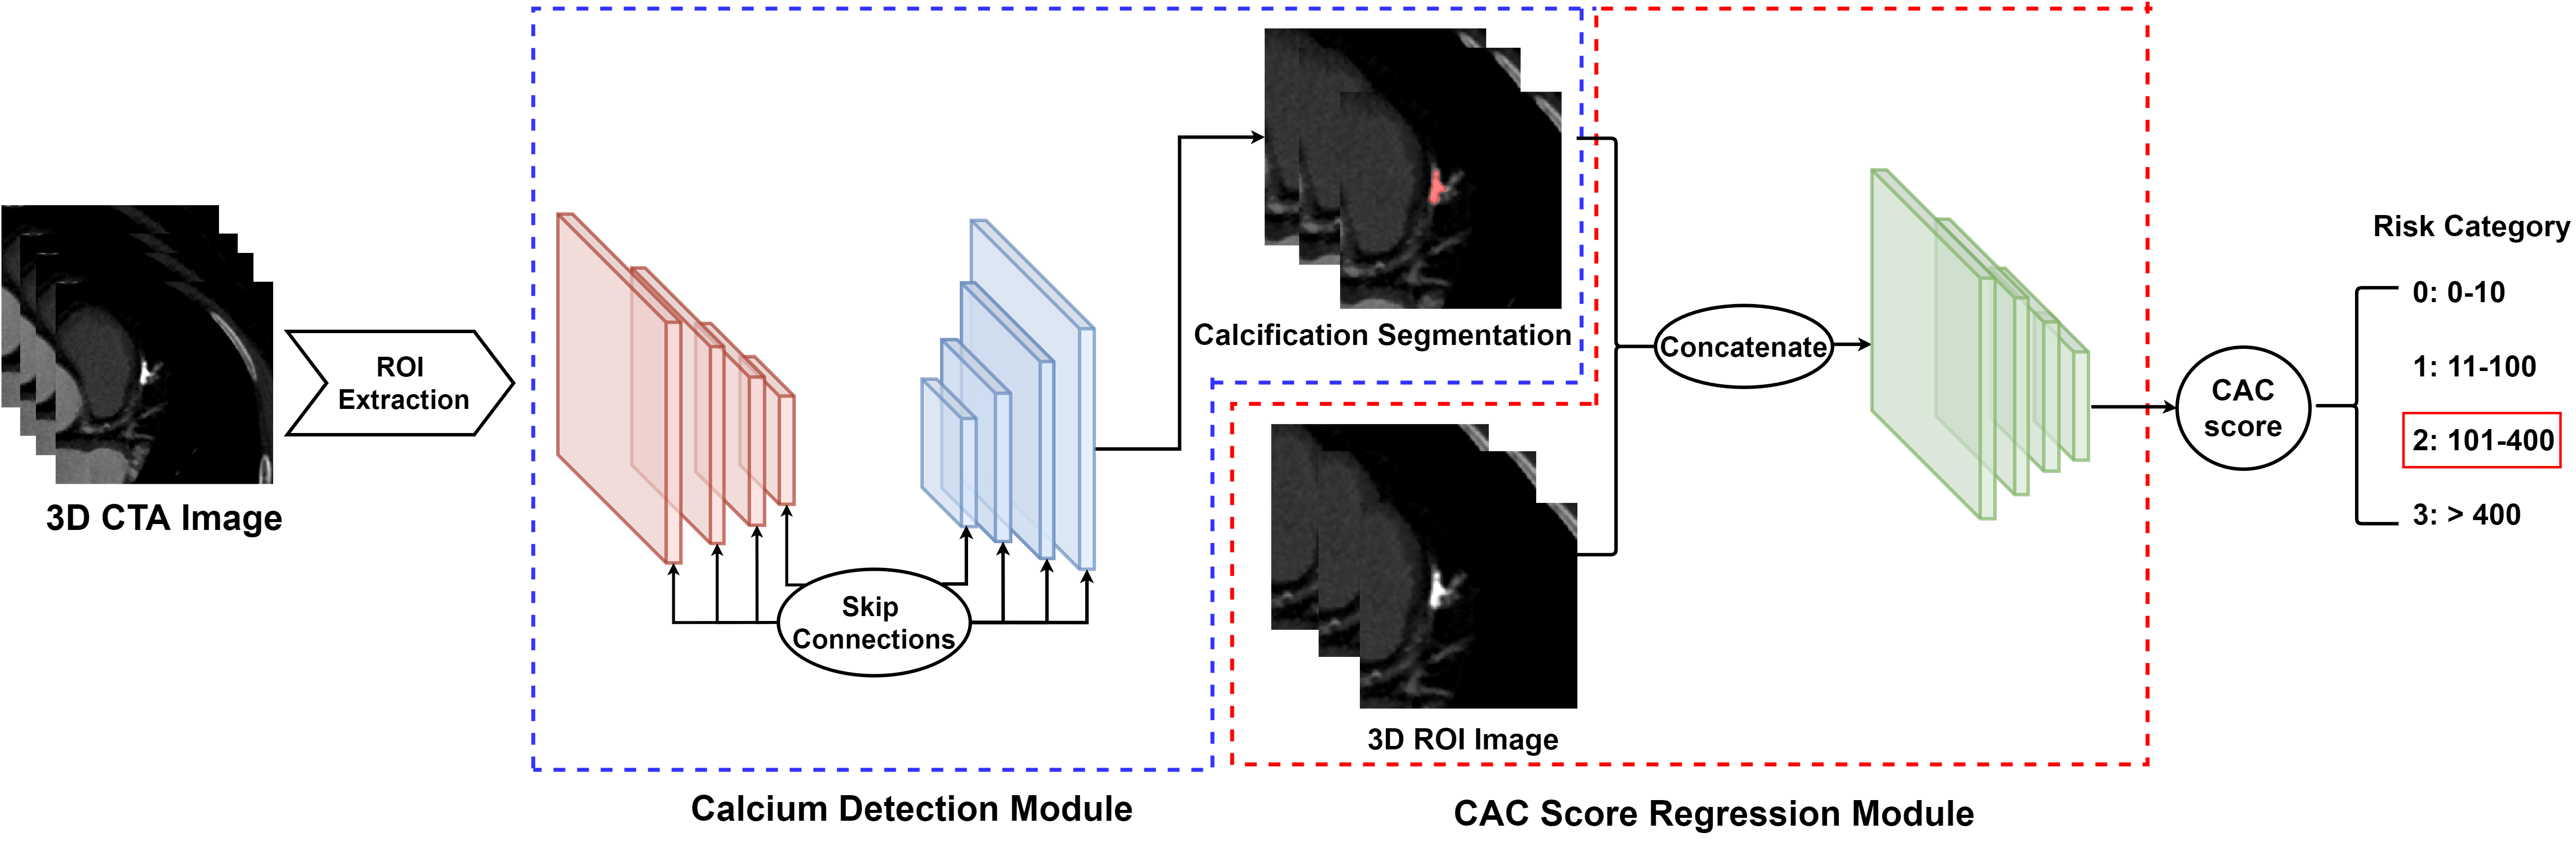 3D CTA Image
ROI
Extraction
Skip
Connections
Calcium Detection Module
Calcification Segmentation
3D ROI Image
Concatenate
CAC Score Regression Module
CAC
score
Risk Category
0: 0-10
1: 11-100
2: 101-400
3: > 400